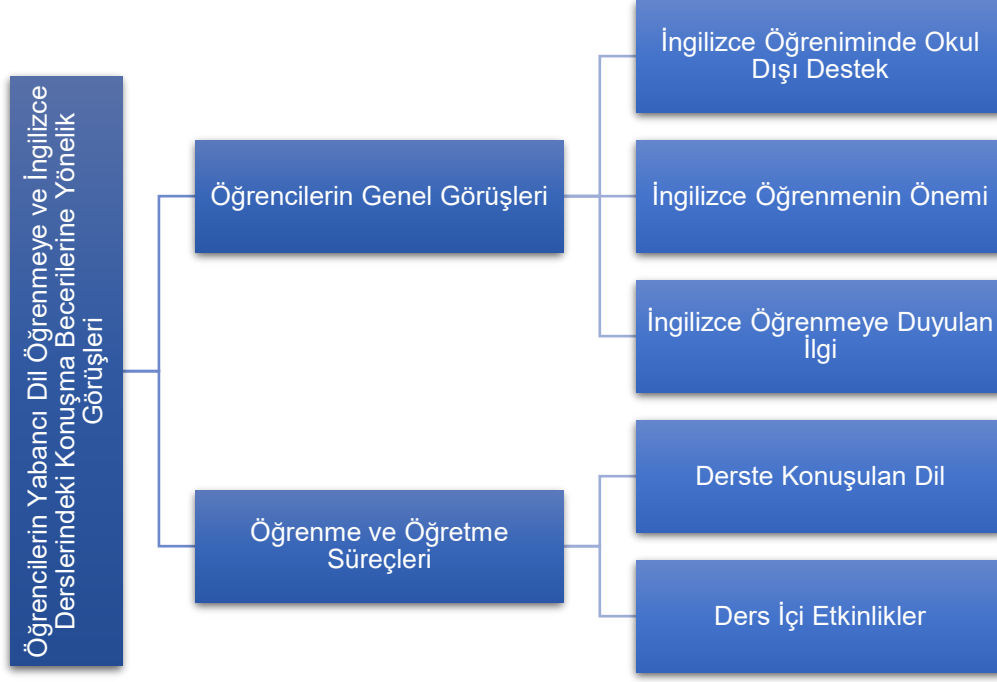 Öğrencilerin Yabancı Dil Öğrenmeye ve İngilizce
Derslerindeki Konuşma Becerilerine Yönelik
Görüşleri
Öğrencilerin Genel Görüşleri
İngilizce Öğreniminde Okul
Dışı Destek
İngilizce Öğrenmenin Önemi
İngilizce Öğrenmeye Duyulan
İlgi
Öğrenme ve Öğretme
Süreçleri
Derste Konuşulan Dil
Ders İçi Etkinlikler